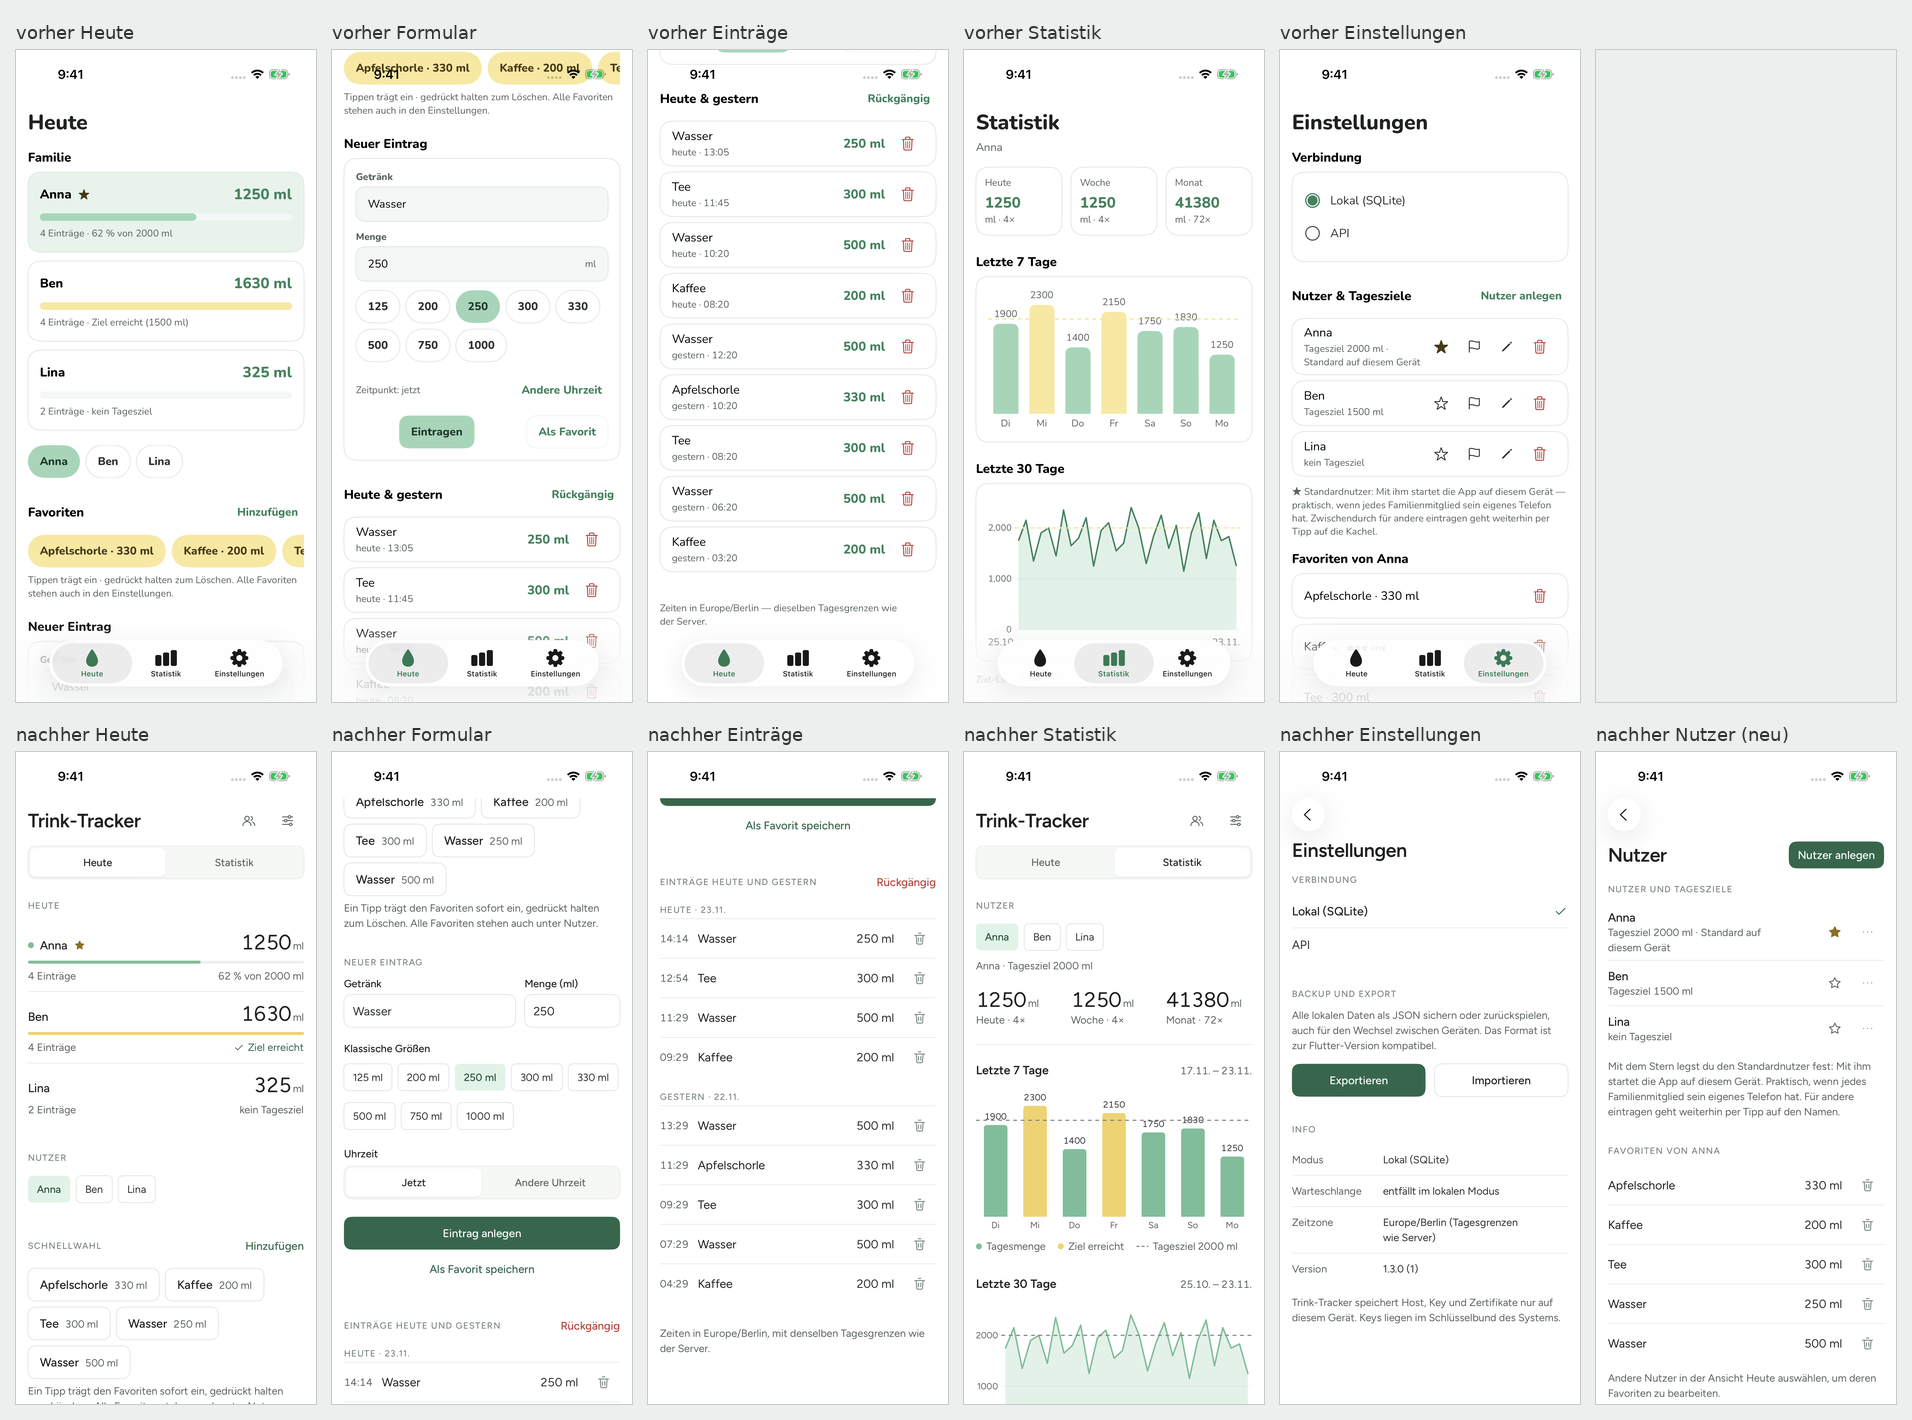 vorher Heute
9:41
Heute
Familie
Anna ★ 1250 ml
4 Einträge · 62 % von 2000 ml
Ben 1630 ml
4 Einträge · Ziel erreicht (1500 ml)
Lina 325 ml
2 Einträge · kein Tagesziel
Anna Ben Lina
Favoriten Hinzufügen
Apfelschorle · 330 ml Kaffee · 200 ml Te
Tippen trägt ein · gedrückt halten zum Löschen. Alle Favoriten
stehen auch in den Einstellungen.
Neuer Eintrag
Wasser
Heute Statistik Einstellungen
vorher Formular
Apfelschorle · 330 ml Kaffee · 200 ml Te
9:41
Tippen trägt ein · gedrückt halten zum Löschen. Alle Favoriten
stehen auch in den Einstellungen.
Neuer Eintrag
Getränk
Wasser
Menge
250 ml
125 200 250 300 330
500 750 1000
Zeitpunkt: jetzt Andere Uhrzeit
Eintragen Als Favorit
Heute & gestern Rückgängig
Wasser 250 ml
heute · 13:05
Tee 300 ml
heute · 11:45
Wasser 500 ml
Heute Statistik Einstellungen
Kaffee 200 ml
heute · 08:20
vorher Einträge
9:41
Heute & gestern Rückgängig
Wasser 250 ml
heute · 13:05
Tee 300 ml
heute · 11:45
Wasser 500 ml
heute · 10:20
Kaffee 200 ml
heute · 08:20
Wasser 500 ml
gestern · 12:20
Apfelschorle 330 ml
gestern · 10:20
Tee 300 ml
gestern · 08:20
Wasser 500 ml
gestern · 06:20
Kaffee 200 ml
gestern · 03:20
Zeiten in Europe/Berlin — dieselben Tagesgrenzen wie
der Server.
Heute Statistik Einstellungen
vorher Statistik
9:41
Statistik
Anna
Heute Woche Monat
1250 1250 41380
ml · 4× ml · 4× ml · 72×
Letzte 7 Tage
1900 2300 1400 2150 1750 1830 1250
Di Mi Do Fr Sa So Mo
Letzte 30 Tage
2,000
1,000
0
25.10. 23.11.
Heute Statistik Einstellungen
vorher Einstellungen
9:41
Einstellungen
Verbindung
Lokal (SQLite)
API
Nutzer & Tagesziele Nutzer anlegen
Anna
Tagesziel 2000 ml ·
Standard auf diesem Gerät
Ben
Tagesziel 1500 ml
Lina
kein Tagesziel
★ Standardnutzer: Mit ihm startet die App auf diesem Gerät —
praktisch, wenn jedes Familienmitglied sein eigenes Telefon
hat. Zwischendurch für andere eintragen geht weiterhin per
Tipp auf die Kachel.
Favoriten von Anna
Apfelschorle · 330 ml
Heute Statistik Einstellungen
Tee · 300 ml
nachher Heute
9:41
Trink-Tracker
Heute Statistik
HEUTE
Anna ★ 1250 ml
4 Einträge 62 % von 2000 ml
Ben 1630 ml
4 Einträge ✓ Ziel erreicht
Lina 325 ml
2 Einträge kein Tagesziel
NUTZER
Anna Ben Lina
SCHNELLWAHL Hinzufügen
Apfelschorle 330 ml Kaffee 200 ml
Tee 300 ml Wasser 250 ml
Wasser 500 ml
Ein Tipp trägt den Favoriten sofort ein, gedrückt halten
nachher Formular
9:41
Apfelschorle 330 ml Kaffee 200 ml
Tee 300 ml Wasser 250 ml
Wasser 500 ml
Ein Tipp trägt den Favoriten sofort ein, gedrückt halten
zum Löschen. Alle Favoriten stehen auch unter Nutzer.
NEUER EINTRAG
Getränk Menge (ml)
Wasser 250
Klassische Größen
125 ml 200 ml 250 ml 300 ml 330 ml
500 ml 750 ml 1000 ml
Uhrzeit
Jetzt Andere Uhrzeit
Eintrag anlegen
Als Favorit speichern
EINTRÄGE HEUTE UND GESTERN Rückgängig
HEUTE · 23.11.
14:14 Wasser 250 ml
nachher Einträge
9:41
Als Favorit speichern
EINTRÄGE HEUTE UND GESTERN Rückgängig
HEUTE · 23.11.
14:14 Wasser 250 ml
12:54 Tee 300 ml
11:29 Wasser 500 ml
09:29 Kaffee 200 ml
GESTERN · 22.11.
13:29 Wasser 500 ml
11:29 Apfelschorle 330 ml
09:29 Tee 300 ml
07:29 Wasser 500 ml
04:29 Kaffee 200 ml
Zeiten in Europe/Berlin, mit denselben Tagesgrenzen wie
der Server.
nachher Statistik
9:41
Trink-Tracker
Heute Statistik
NUTZER
Anna Ben Lina
Anna · Tagesziel 2000 ml
1250 ml 1250 ml 41380 ml
Heute · 4× Woche · 4× Monat · 72×
Letzte 7 Tage 17.11. – 23.11.
1900 2300 1400 2150 1750 1830 1250
Di Mi Do Fr Sa So Mo
Tagesmenge Ziel erreicht Tagesziel 2000 ml
Letzte 30 Tage 25.10. – 23.11.
2000
1000
nachher Einstellungen
9:41
Einstellungen
VERBINDUNG
Lokal (SQLite) ✓
API
BACKUP UND EXPORT
Alle lokalen Daten als JSON sichern oder zurückspielen,
auch für den Wechsel zwischen Geräten. Das Format ist
zur Flutter-Version kompatibel.
Exportieren Importieren
INFO
Modus Lokal (SQLite)
Warteschlange entfällt im lokalen Modus
Zeitzone Europe/Berlin (Tagesgrenzen
wie Server)
Version 1.3.0 (1)
Trink-Tracker speichert Host, Key und Zertifikate nur auf
diesem Gerät. Keys liegen im Schlüsselbund des Systems.
nachher Nutzer (neu)
9:41
Nutzer Nutzer anlegen
NUTZER UND TAGESZIELE
Anna
Tagesziel 2000 ml · Standard auf
diesem Gerät
Ben
Tagesziel 1500 ml
Lina
kein Tagesziel
Mit dem Stern legst du den Standardnutzer fest: Mit ihm
startet die App auf diesem Gerät. Praktisch, wenn jedes
Familienmitglied sein eigenes Telefon hat. Für andere
eintragen geht weiterhin per Tipp auf den Namen.
FAVORITEN VON ANNA
Apfelschorle 330 ml
Kaffee 200 ml
Tee 300 ml
Wasser 250 ml
Wasser 500 ml
Andere Nutzer in der Ansicht Heute auswählen, um deren
Favoriten zu bearbeiten.